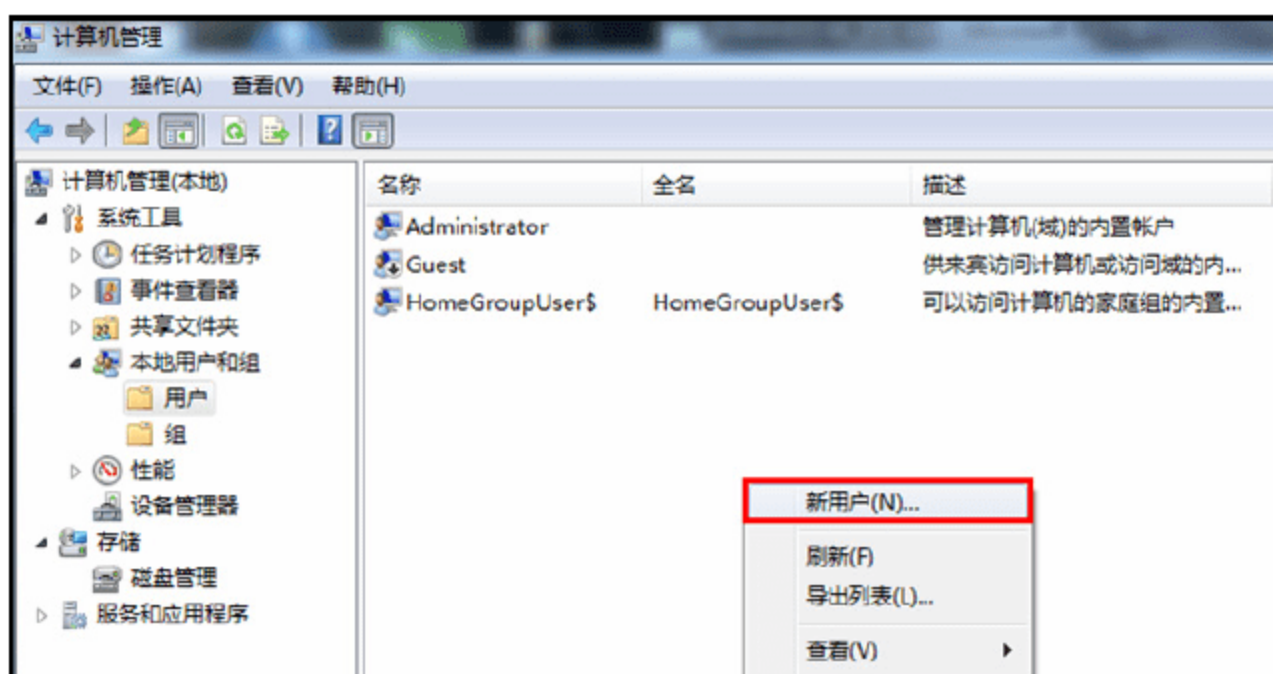 计算机管理
文件(F) 操作(A) 查看(V) 帮助(H)
计算机管理(本地)
系统工具
任务计划程序
事件查看器
共享文件夹
本地用户和组
用户
组
性能
设备管理器
存储
磁盘管理
服务和应用程序
名称 全名 描述
Administrator 管理计算机(域)的内置帐户
Guest 供来宾访问计算机或访问域的内...
HomeGroupUser$ HomeGroupUser$ 可以访问计算机的家庭组的内置...
新用户(N)...
刷新(F)
导出列表(L)...
查看(V)